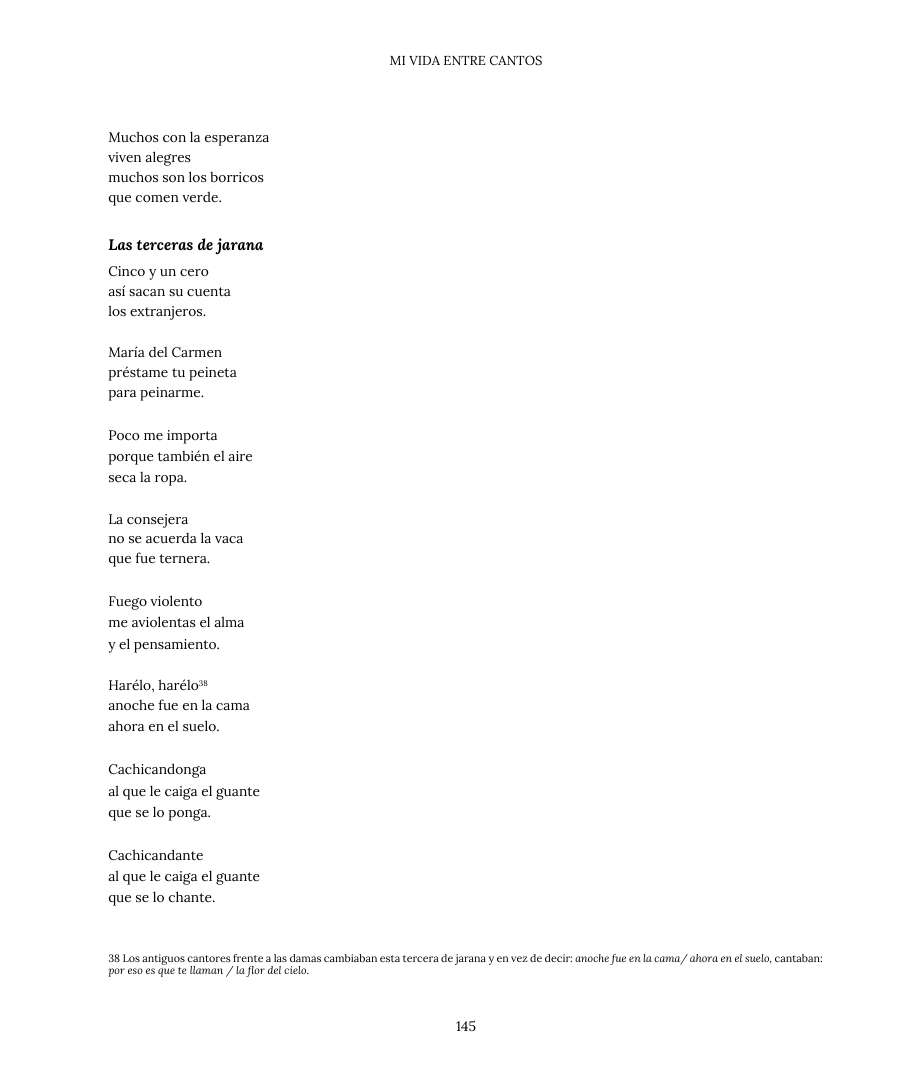 MI VIDA ENTRE CANTOS
Muchos con la esperanza
viven alegres
muchos son los borricos
que comen verde.
Las terceras de jarana
Cinco y un cero
así sacan su cuenta
los extranjeros.
María del Carmen
préstame tu peineta
para peinarme.
Poco me importa
porque también el aire
seca la ropa.
La consejera
no se acuerda la vaca
que fue ternera.
Fuego violento
me aviolentas el alma
y el pensamiento.
Harélo, harélo38
anoche fue en la cama
ahora en el suelo.
Cachicandonga
al que le caiga el guante
que se lo ponga.
Cachicandante
al que le caiga el guante
que se lo chante.
38 Los antiguos cantores frente a las damas cambiaban esta tercera de jarana y en vez de decir: anoche fue en la cama/ ahora en el suelo, cantaban:
por eso es que te llaman / la flor del cielo.
145